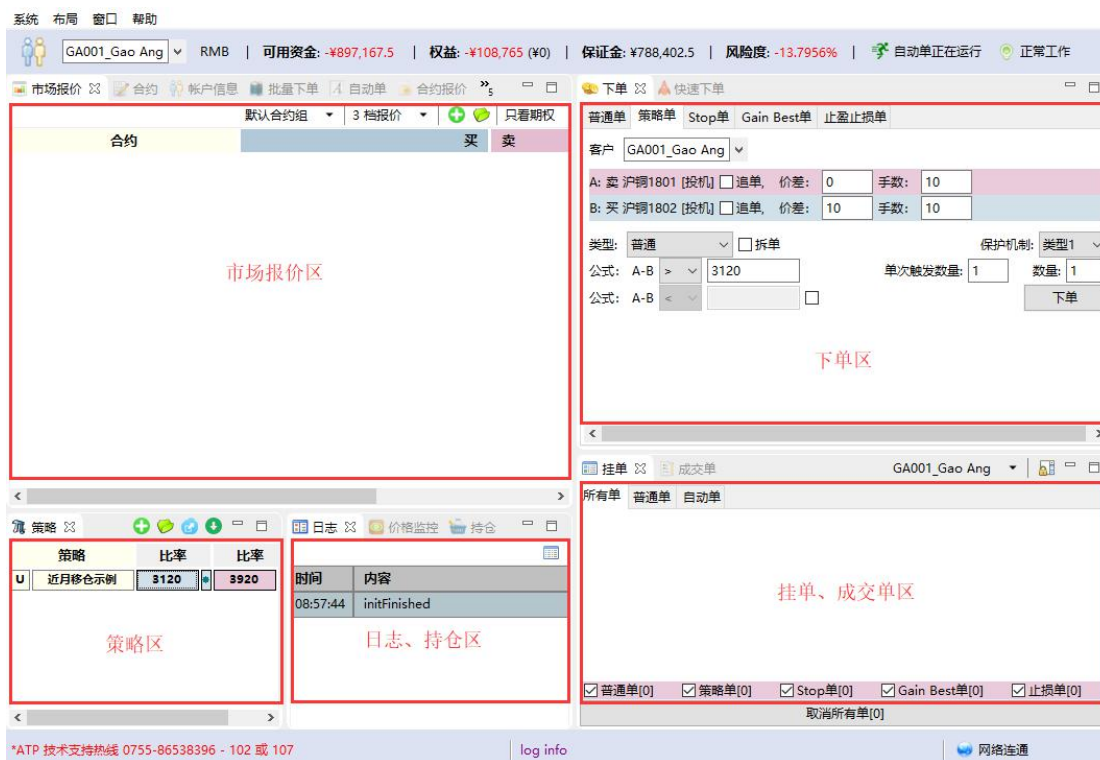 系统 布局 窗口 帮助
GA001_Gao Ang RMB | 可用资金: -¥897,167.5 | 权益: -¥108,765 (¥0) | 保证金: ¥788,402.5 | 风险度: -13.7956% | 自动单正在运行 正常工作
市场报价 合约 帐户信息 批量下单 自动单 合约报价 »5
默认合约组 3 档报价 只看期权
合约 买 卖
市场报价区
下单 快速下单
普通单 策略单 Stop单 Gain Best单 止盈止损单
客户 GA001_Gao Ang
A: 卖 沪铜1801 [投机] 追单, 价差: 0 手数: 10
B: 买 沪铜1802 [投机] 追单, 价差: 10 手数: 10
类型: 普通 拆单 保护机制: 类型1
公式: A-B > 3120 单次触发数量: 1 数量: 1
公式: A-B < 下单
下单区
策略
策略 比率 比率
U 近月移仓示例 3120 3920
策略区
日志 价格监控 持仓
时间 内容
08:57:44 initFinished
日志、持仓区
挂单 成交单 GA001_Gao Ang
所有单 普通单 自动单
挂单、成交单区
普通单[0] 策略单[0] Stop单[0] Gain Best单[0] 止损单[0]
取消所有单[0]
*ATP 技术支持热线 0755-86538396 - 102 或 107 log info 网络连通